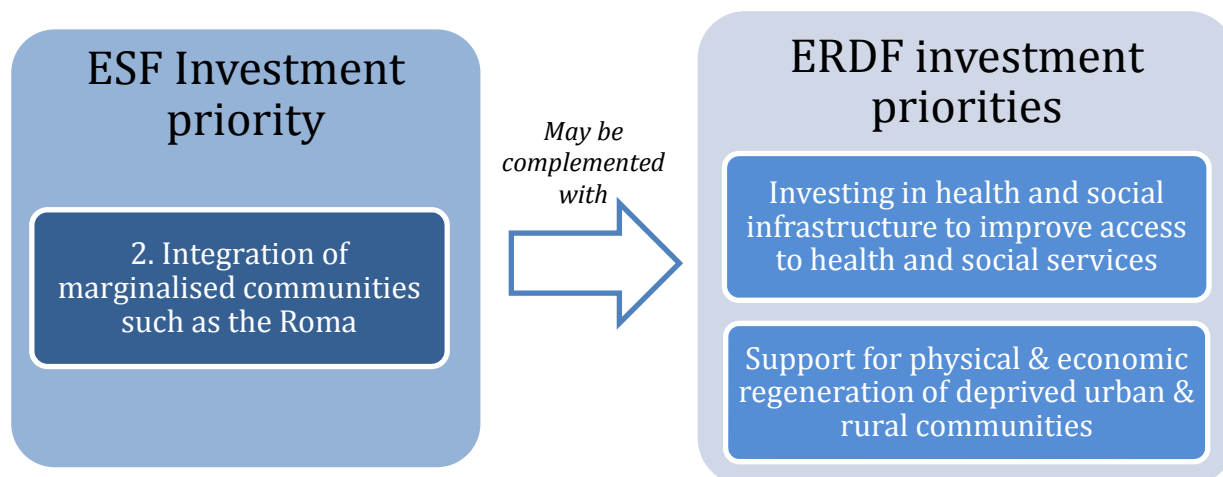 ESF Investment
priority
2. Integration of
marginalised communities
such as the Roma
May be
complemented
with
ERDF investment
priorities
Investing in health and social
infrastructure to improve access
to health and social services
Support for physical & economic
regeneration of deprived urban &
rural communities